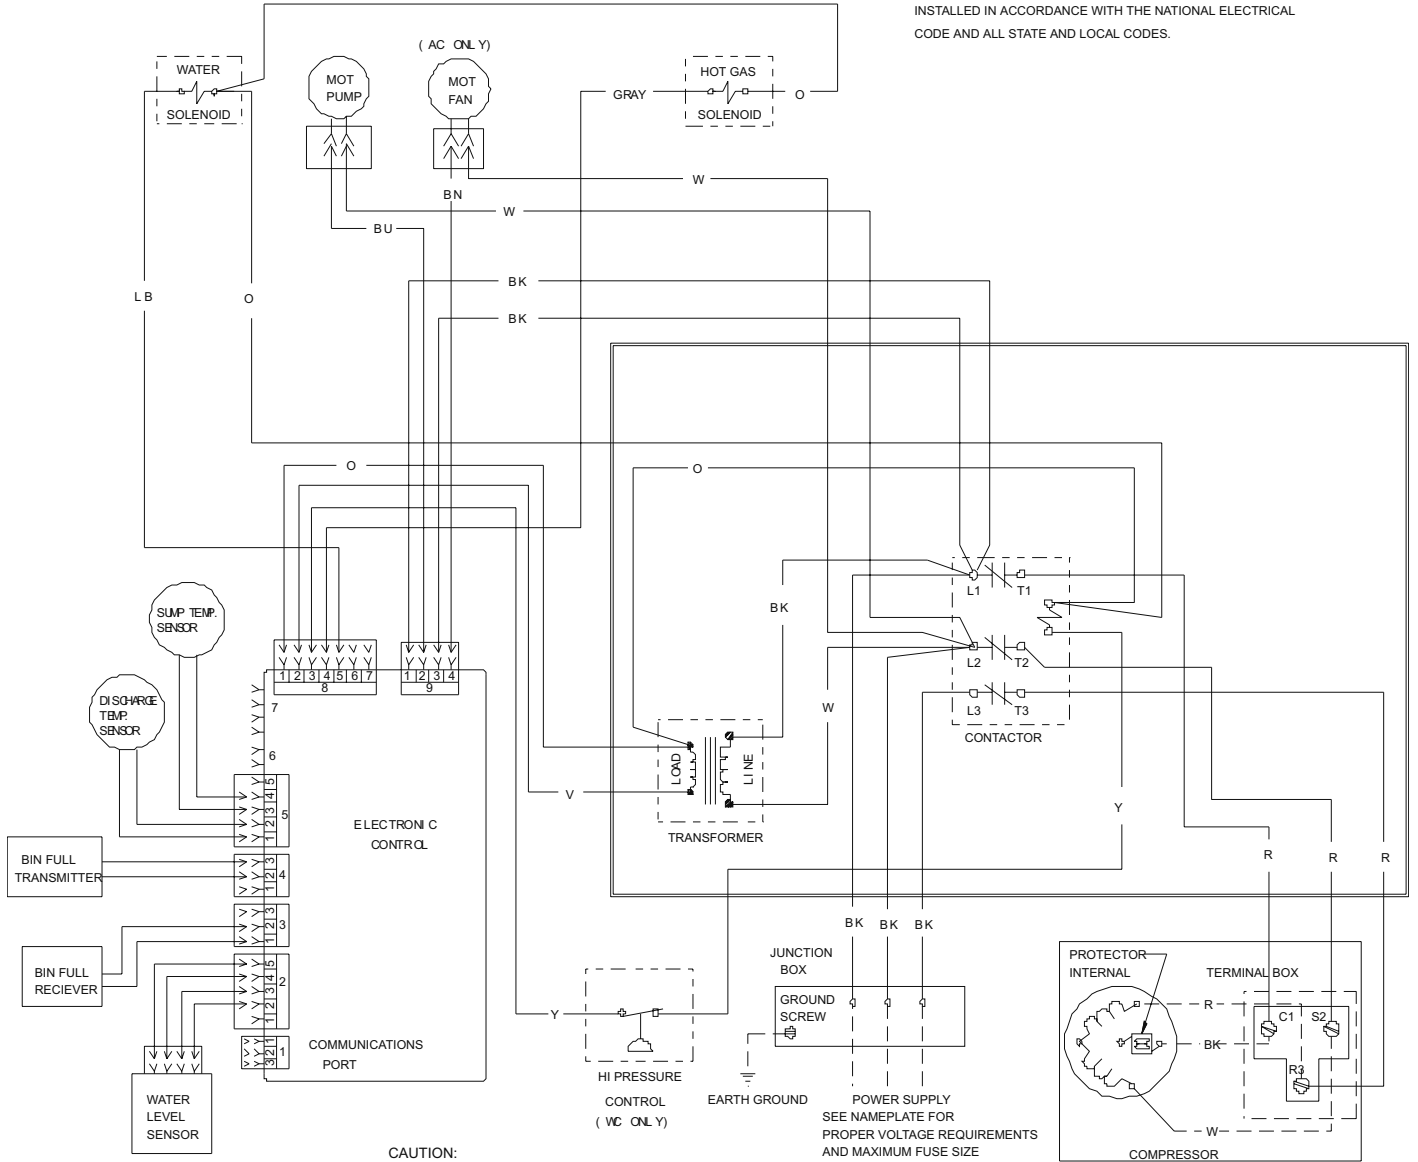 INSTALLED IN ACCORDANCE WITH THE NATIONAL ELECTRICAL
CODE AND ALL STATE AND LOCAL CODES.
( AC ONLY)
WATER
SOLENOID
MOT
PUMP
MOT
FAN
GRAY
HOT GAS
SOLENOID
O
W
BN
W
BU
LB
O
BK
BK
O
O
BK
L1
T1
L2
T2
L3
T3
CONTACTOR
W
SUMP TEMP.
SENSOR
DISCHARGE
TEMP.
SENSOR
1 2 3 4 5 6 7
8
1 2 3 4
9
7
6
5
4
3
2
1
5
LOAD
LINE
TRANSFORMER
V
Y
ELECTRONIC
CONTROL
BIN FULL
TRANSMITTER
3
2
1
4
R
R
R
BIN FULL
RECIEVER
3
2
1
3
5
4
3
2
1
2
1
2
3
1
COMMUNICATIONS
PORT
WATER
LEVEL
SENSOR
Y
HI PRESSURE
CONTROL
( WC ONLY)
BK
BK
BK
JUNCTION
BOX
GROUND
SCREW
EARTH GROUND
POWER SUPPLY
SEE NAMEPLATE FOR
PROPER VOLTAGE REQUIREMENTS
AND MAXIMUM FUSE SIZE
PROTECTOR
INTERNAL
TERMINAL BOX
R
C1
S2
BK
R3
W
COMPRESSOR
CAUTION: